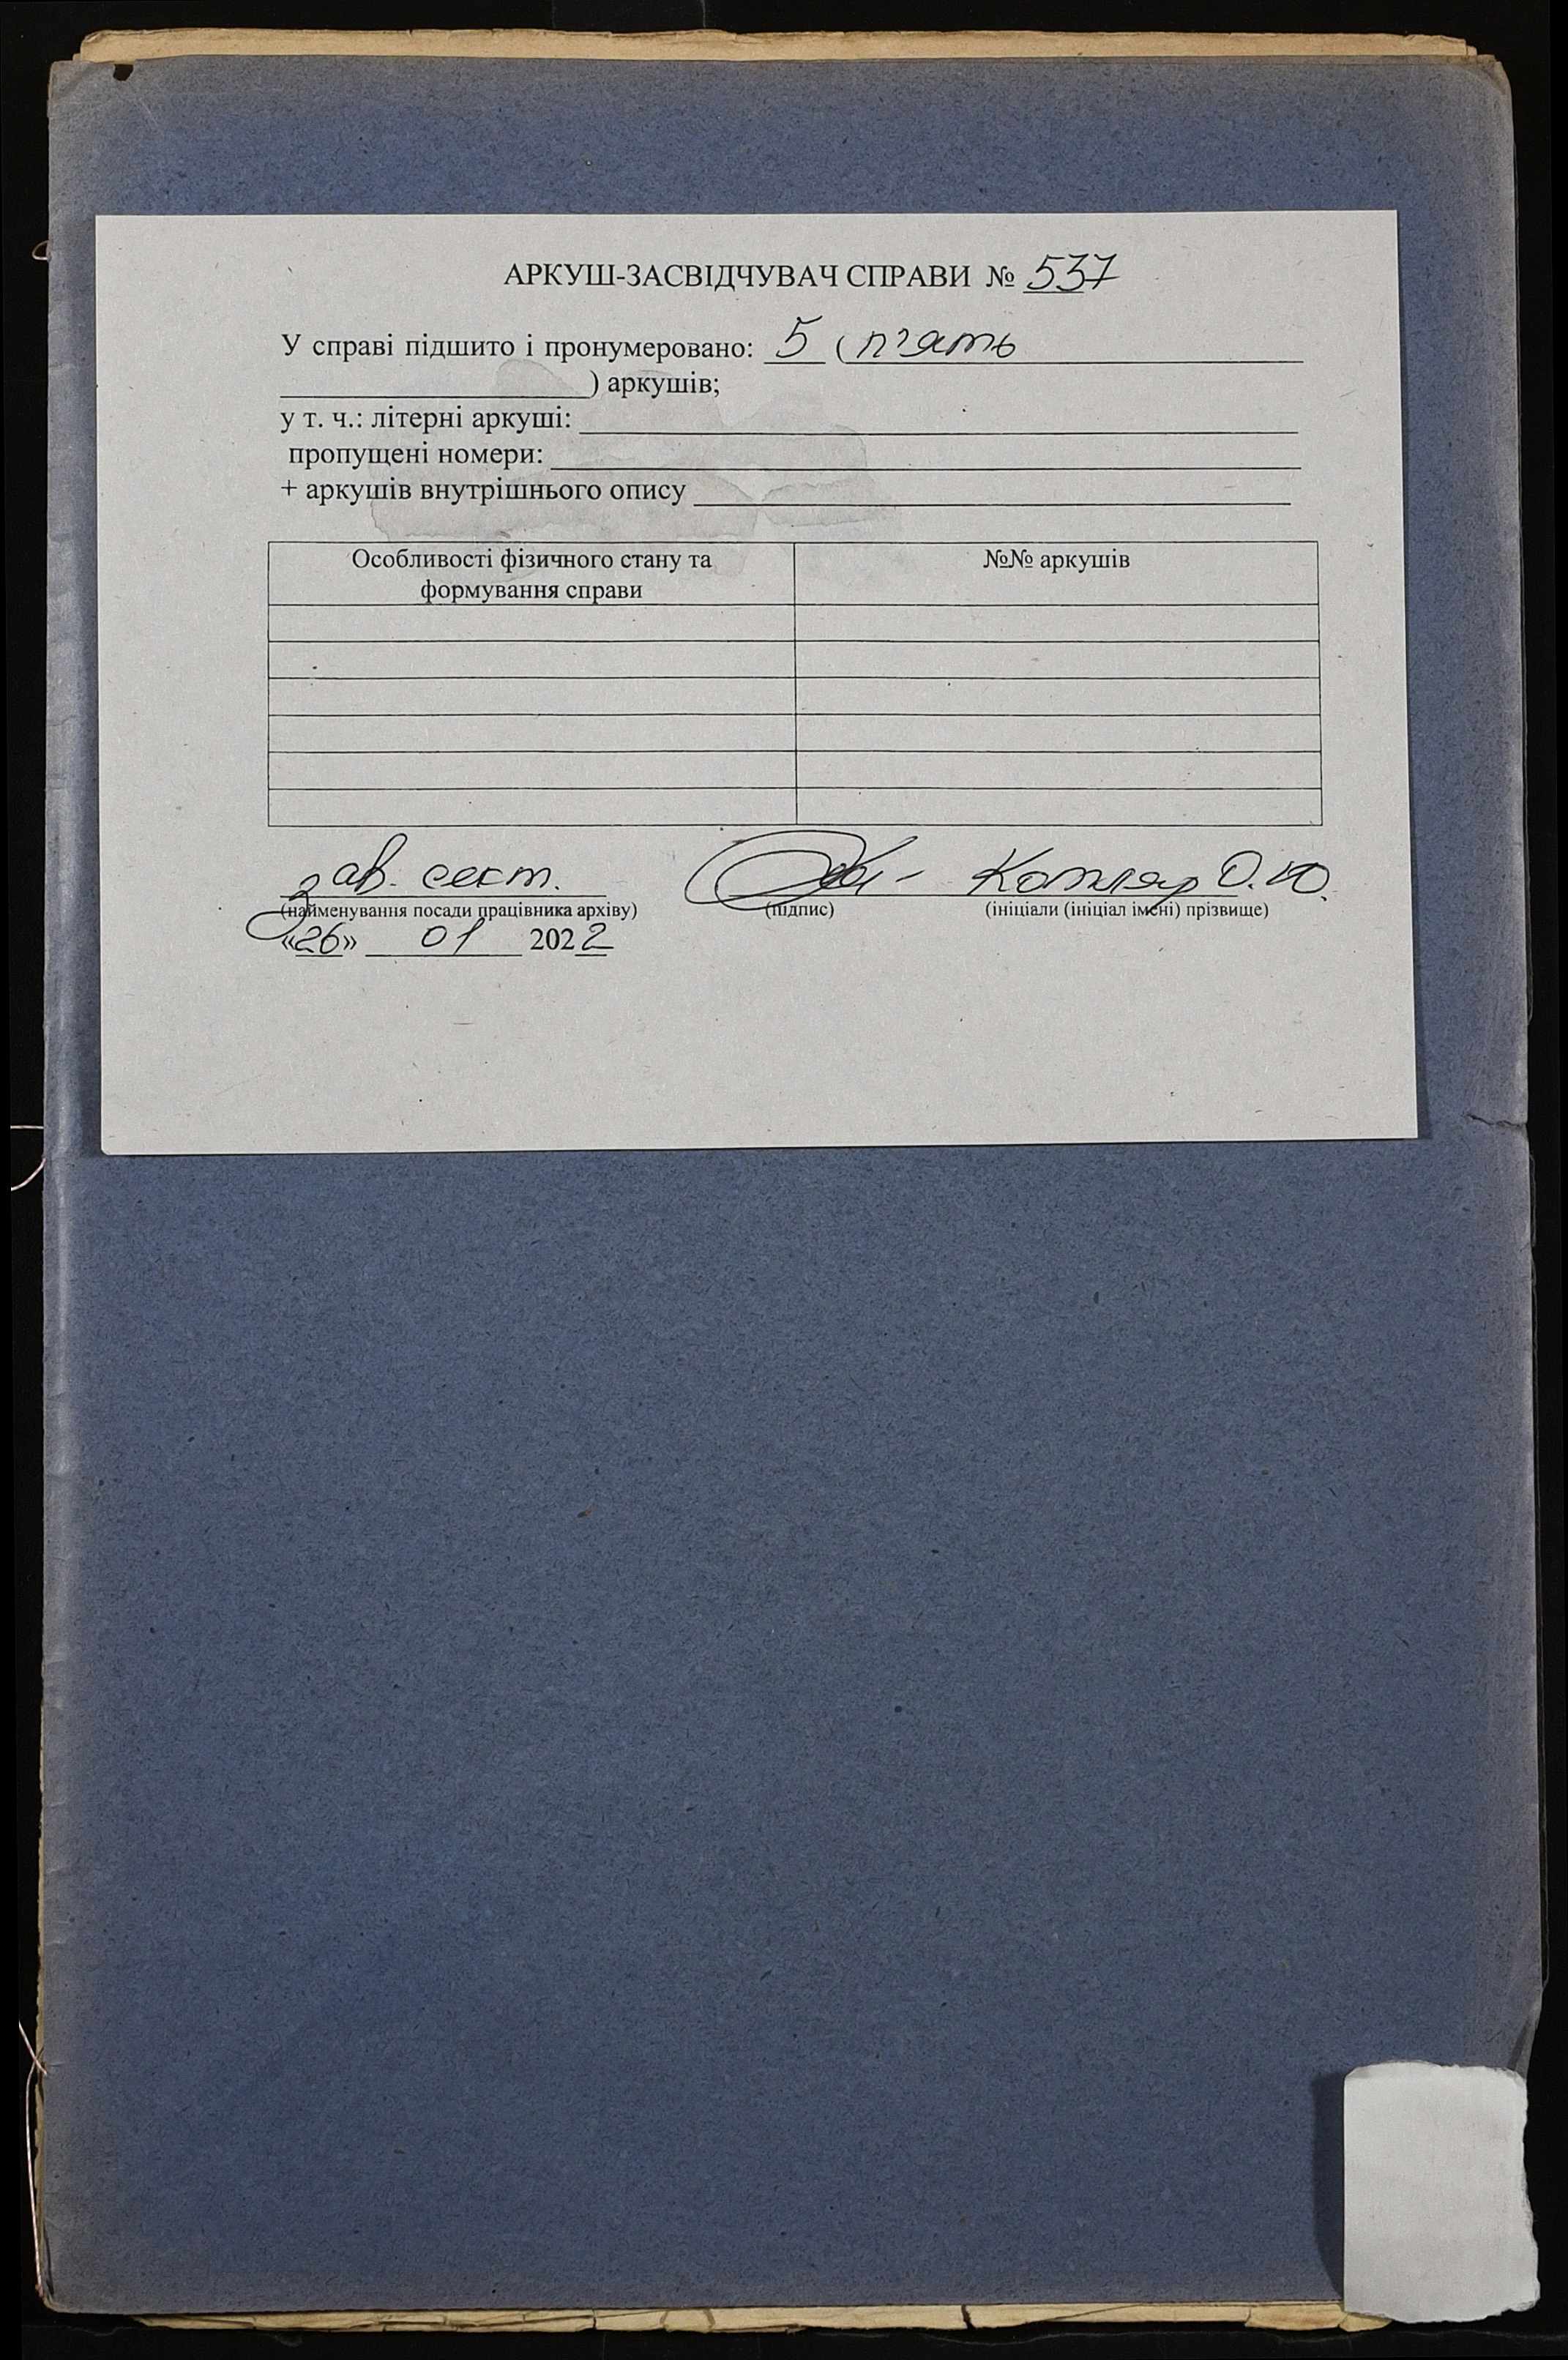 АРКУШ-ЗАСВІДЧУВАЧ СПРАВИ № 537
У справі підшито і пронумеровано: 5 ( п'ять
) аркушів;
у т. ч.: літерні аркуші:
пропущені номери:
+ аркушів внутрішнього опису
Особливості фізичного стану та формування справи
№№ аркушів
зав. сект. Котляр О.Ю.
(найменування посади працівника архіву) (підпис) (ініціали (ініціал імені) прізвище)
«26» 01 2022